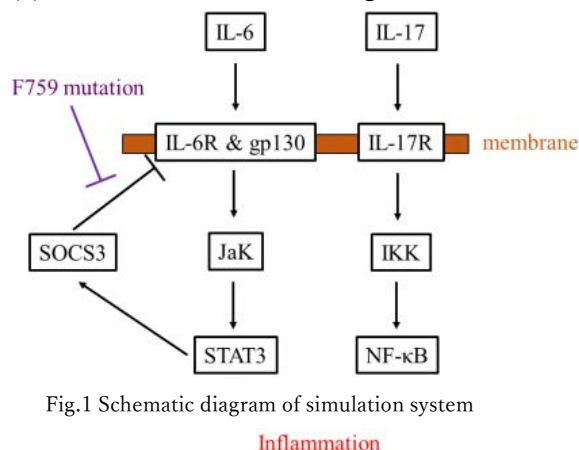 IL-6
IL-17
F759 mutation
IL-6R & gp130
IL-17R
membrane
SOCS3
JaK
IKK
STAT3
NF-κB
Fig.1 Schematic diagram of simulation system
Inflammation